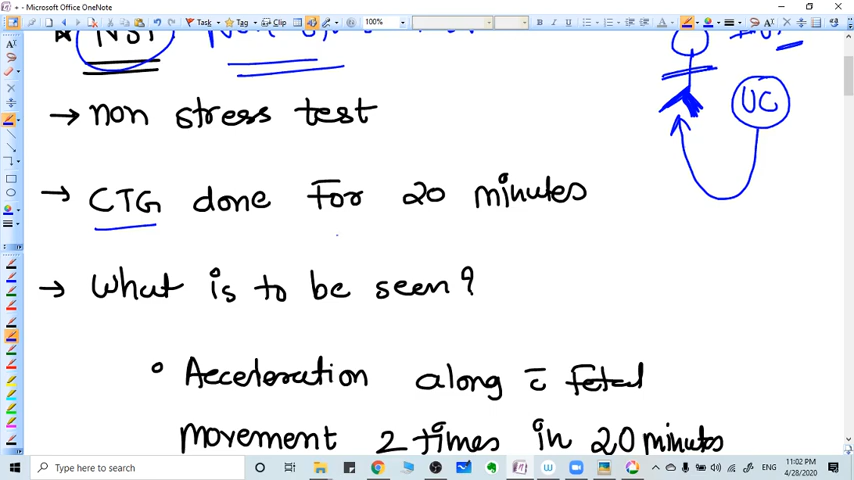 Microsoft Office OneNote
Task Tag Clip 100%
NST
UC
→ non stress test
→ CTG done For 20 minutes
→ What is to be seen?
• Acceleration along c̄ Fetal
movement 2 times in 20 minutes
Type here to search
ENG
11:02 PM
4/28/2020